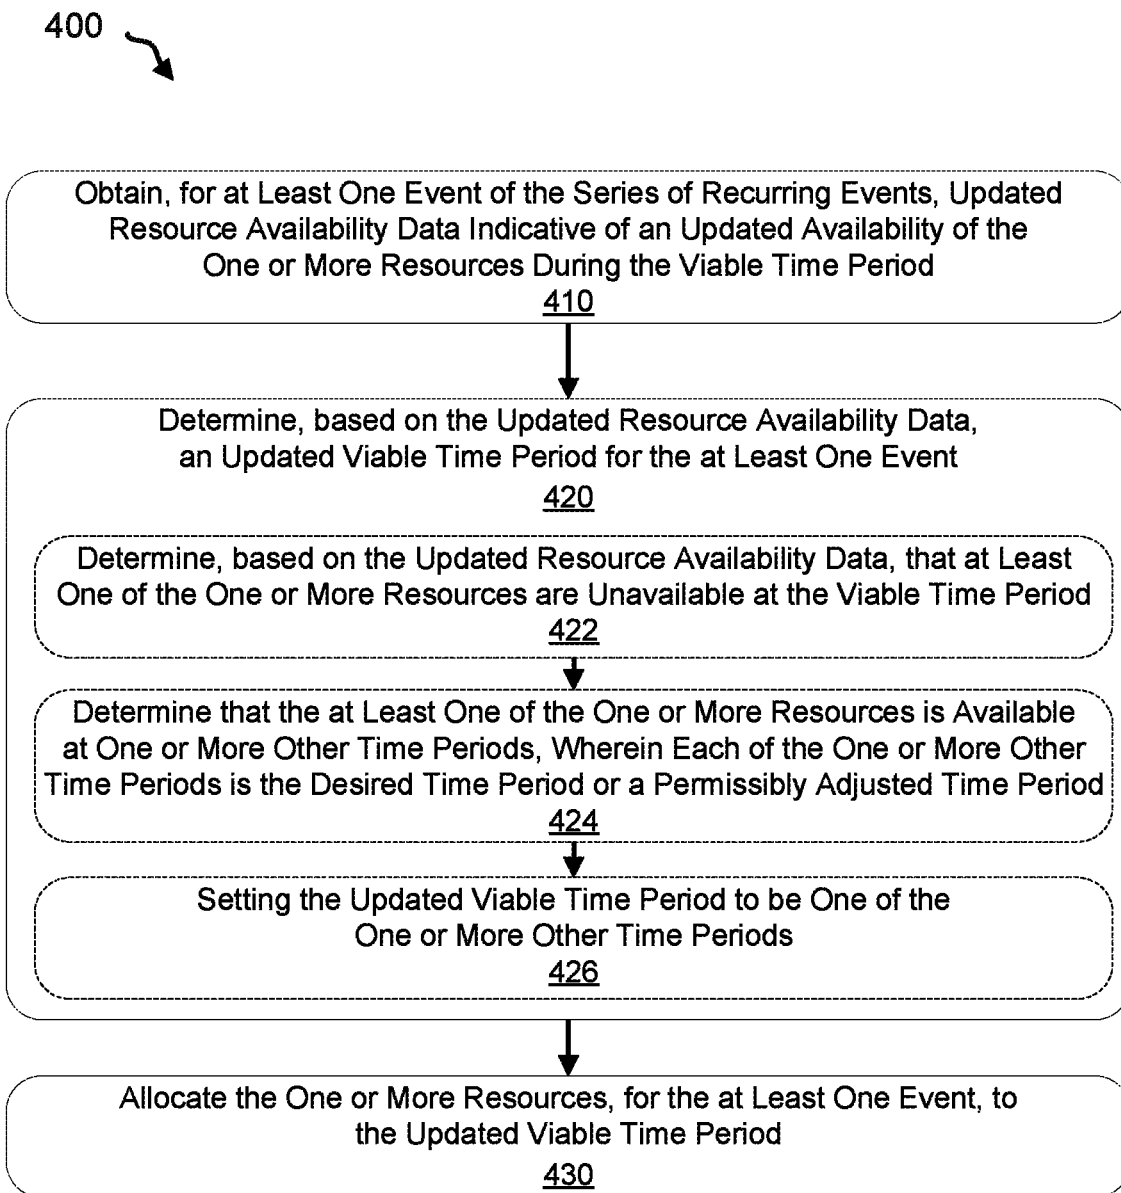 400
Obtain, for at Least One Event of the Series of Recurring Events, Updated
Resource Availability Data Indicative of an Updated Availability of the
One or More Resources During the Viable Time Period
410
Determine, based on the Updated Resource Availability Data,
an Updated Viable Time Period for the at Least One Event
420
Determine, based on the Updated Resource Availability Data, that at Least
One of the One or More Resources are Unavailable at the Viable Time Period
422
Determine that the at Least One of the One or More Resources is Available
at One or More Other Time Periods, Wherein Each of the One or More Other
Time Periods is the Desired Time Period or a Permissibly Adjusted Time Period
424
Setting the Updated Viable Time Period to be One of the
One or More Other Time Periods
426
Allocate the One or More Resources, for the at Least One Event, to
the Updated Viable Time Period
430